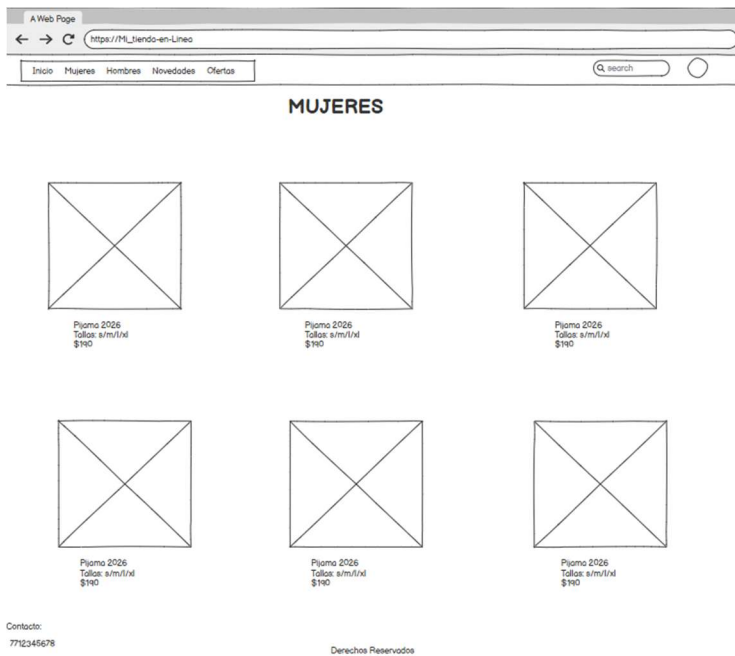 A Web Page
https://Mi_tienda-en-Linea
Inicio Mujeres Hombres Novedades Ofertas
search
MUJERES
Pijama 2026
Tallas: s/m/l/xl
$190
Pijama 2026
Tallas: s/m/l/xl
$190
Pijama 2026
Tallas: s/m/l/xl
$190
Pijama 2026
Tallas: s/m/l/xl
$190
Pijama 2026
Tallas: s/m/l/xl
$190
Pijama 2026
Tallas: s/m/l/xl
$190
Contacto:
7712345678
Derechos Reservados